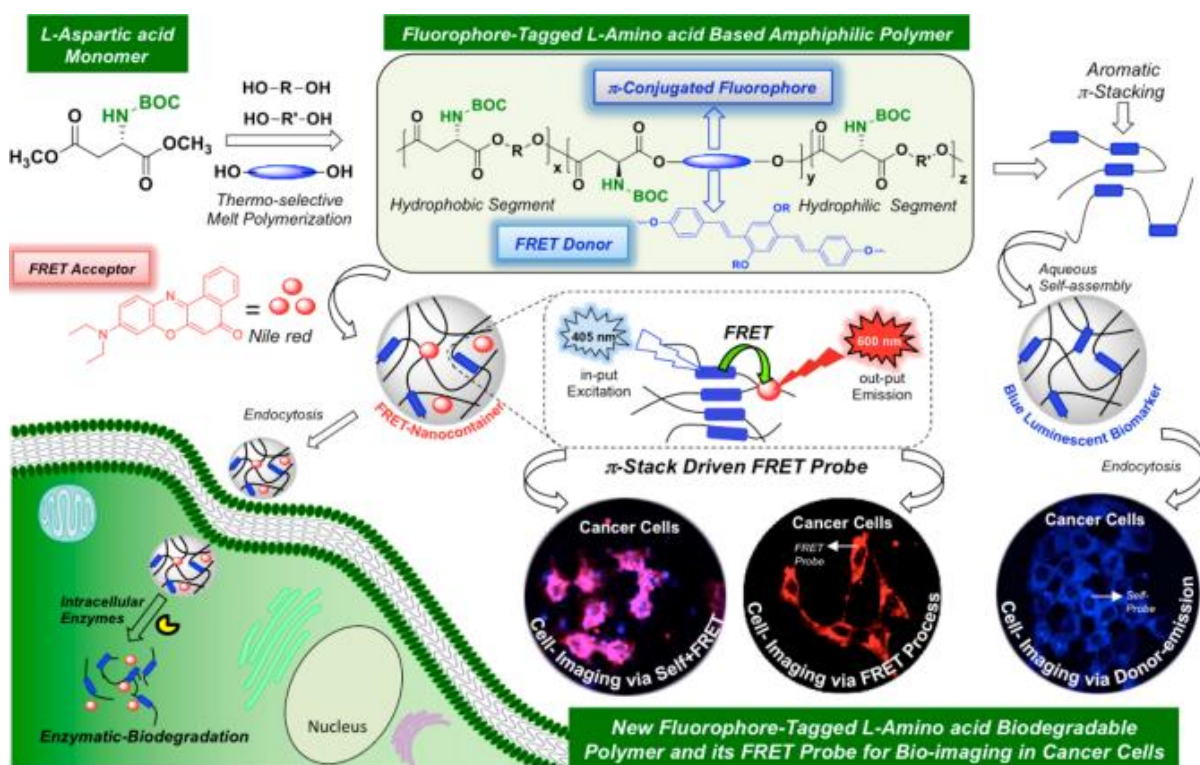 L-Aspartic acid
Monomer
Fluorophore-Tagged L-Amino acid Based Amphiphilic Polymer
BOC
HN
OCH₃
H₃CO
O
O
HO–R–OH
HO–R'–OH
HO
OH
Thermo-selective
Melt Polymerization
π-Conjugated Fluorophore
BOC
HN
O
O
O
R
O
x
O
O
HN
BOC
O
O
y
BOC
HN
O
O
O
R'
O
z
Hydrophobic Segment
Hydrophilic Segment
FRET Donor
O
OR
RO
O
Aromatic
π-Stacking
Aqueous
Self-assembly
FRET Acceptor
N
N
O
O
=
Nile red
FRET-Nanocontainer
405 nm
in-put
Excitation
FRET
600 nm
out-put
Emission
π-Stack Driven FRET Probe
Blue Luminescent Biomarker
Endocytosis
Endocytosis
Cancer Cells
Cell- Imaging via Self+FRET
Cancer Cells
FRET
Probe
Cell- Imaging via FRET Process
Cancer Cells
Self-
Probe
Cell- Imaging via Donor-emission
Intracellular
Enzymes
Enzymatic-Biodegradation
Nucleus
New Fluorophore-Tagged L-Amino acid Biodegradable
Polymer and its FRET Probe for Bio-imaging in Cancer Cells